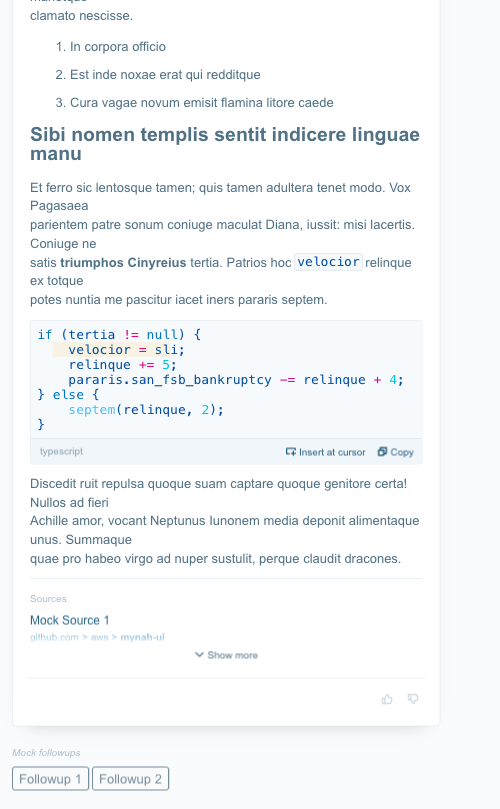 clamato nescisse.
1. In corpora officio
2. Est inde noxae erat qui redditque
3. Cura vagae novum emisit flamina litore caede
Sibi nomen templis sentit indicere linguae
manu
Et ferro sic lentosque tamen; quis tamen adultera tenet modo. Vox
Pagasaea
parientem patre sonum coniuge maculat Diana, iussit: misi lacertis.
Coniuge ne
satis triumphos Cinyreius tertia. Patrios hoc velocior relinque
ex totque
potes nuntia me pascitur iacet iners pararis septem.
if (tertia != null) {
    velocior = sli;
    relinque += 5;
    pararis.san_fsb_bankruptcy -= relinque + 4;
} else {
    septem(relinque, 2);
}
typescript Insert at cursor Copy
Discedit ruit repulsa quoque suam captare quoque genitore certa!
Nullos ad fieri
Achille amor, vocant Neptunus Iunonem media deponit alimentaque
unus. Summaque
quae pro habeo virgo ad nuper sustulit, perque claudit dracones.
Sources
Mock Source 1
github.com > aws > mynah-ui
Show more
Mock followups
Followup 1 Followup 2